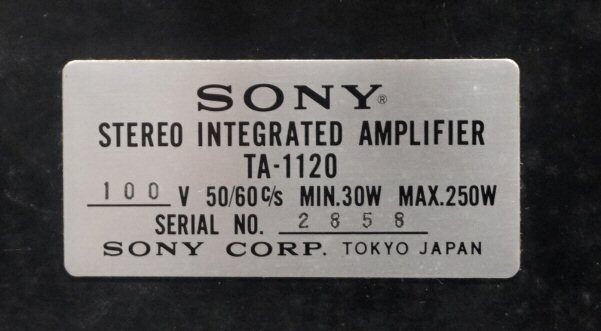 SONY®
STEREO INTEGRATED AMPLIFIER
TA-1120
100 V 50/60 c/s MIN.30W MAX.250W
SERIAL NO. 2858
SONY CORP. TOKYO JAPAN